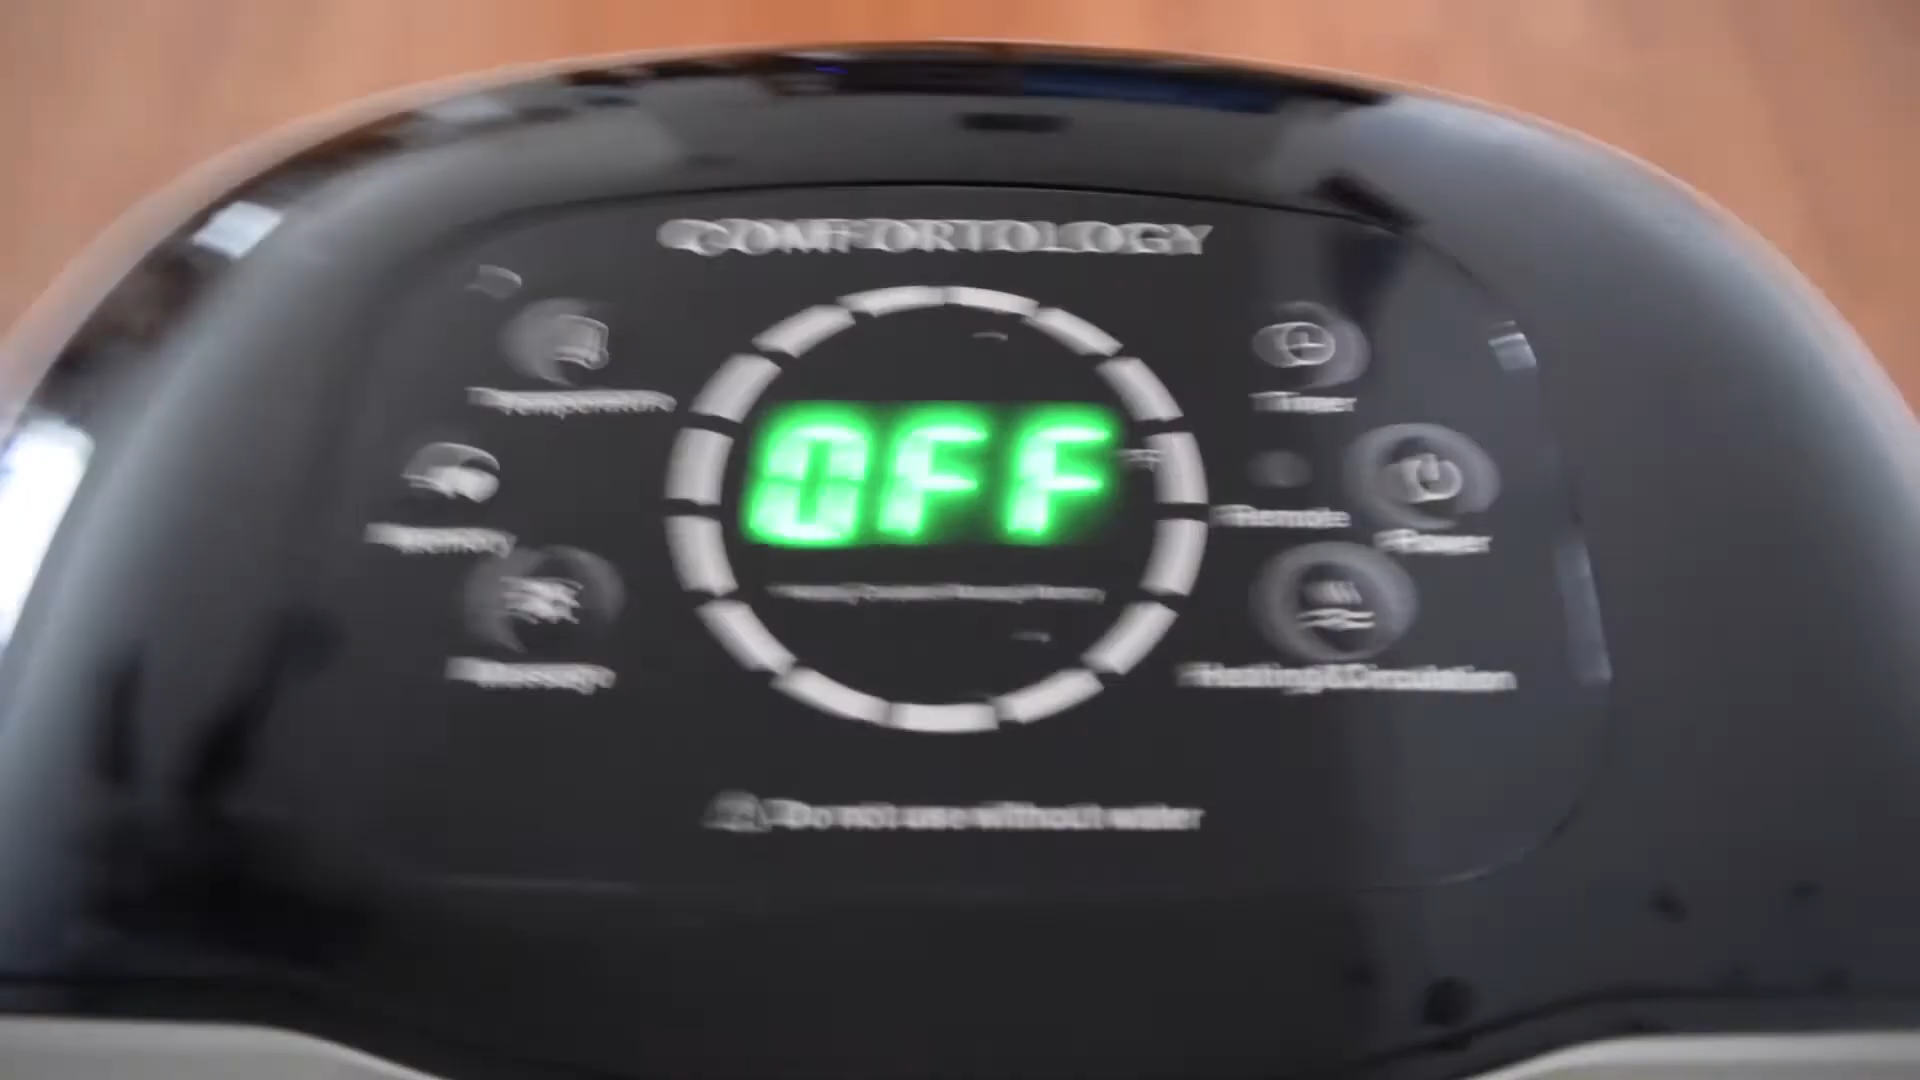 COMFORTOLOGY
Temperature
Timer
OFF
Memory
Remote
Power
Massage
Heating&Circulation
Do not use without water